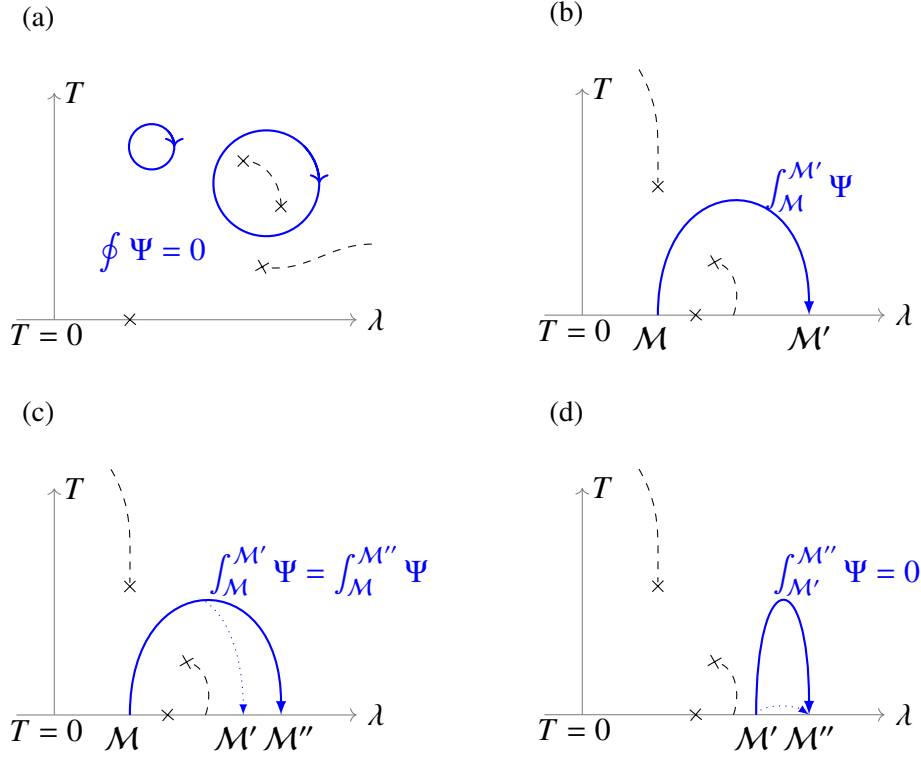 (a)
T
∮ Ψ = 0
T = 0
λ
(b)
T
∫_ℳ^ℳ′ Ψ
T = 0
ℳ
ℳ′
λ
(c)
T
∫_ℳ^ℳ′ Ψ = ∫_ℳ^ℳ″ Ψ
T = 0
ℳ
ℳ′ ℳ″
λ
(d)
T
∫_ℳ′^ℳ″ Ψ = 0
T = 0
ℳ′ ℳ″
λ